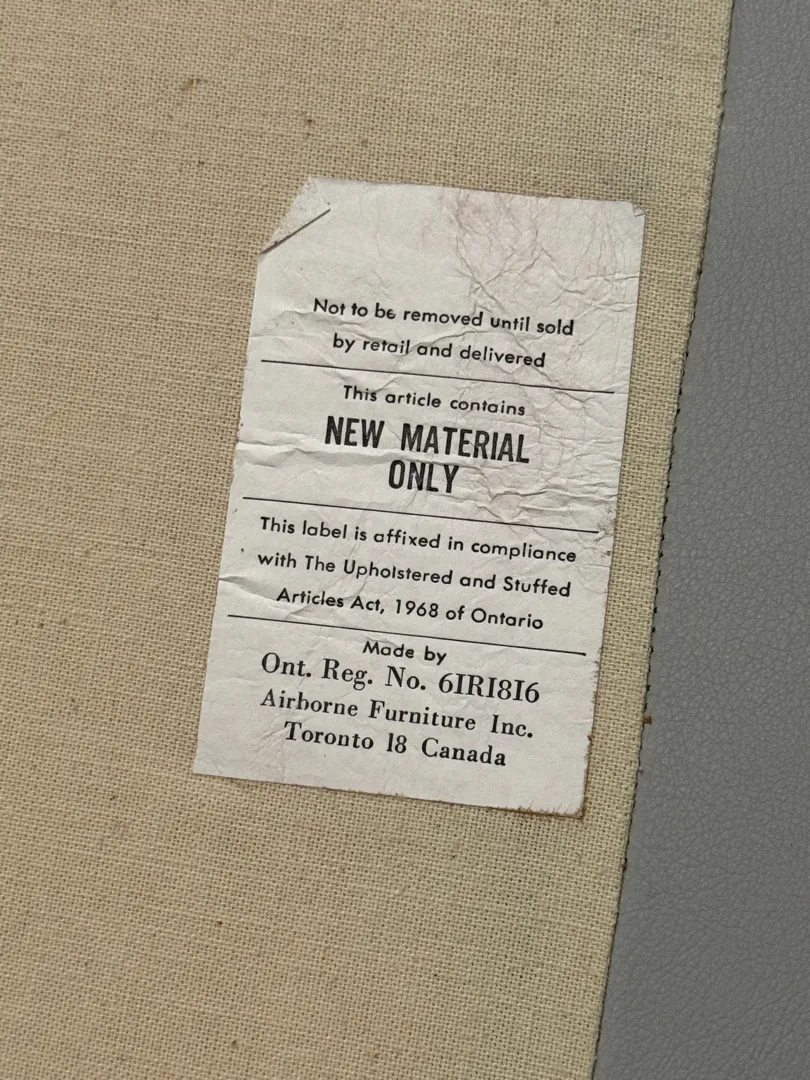 Not to be removed until sold
by retail and delivered
This article contains
NEW MATERIAL
ONLY
This label is affixed in compliance
with The Upholstered and Stuffed
Articles Act, 1968 of Ontario
Made by
Ont. Reg. No. 6IRI8I6
Airborne Furniture Inc.
Toronto 18 Canada